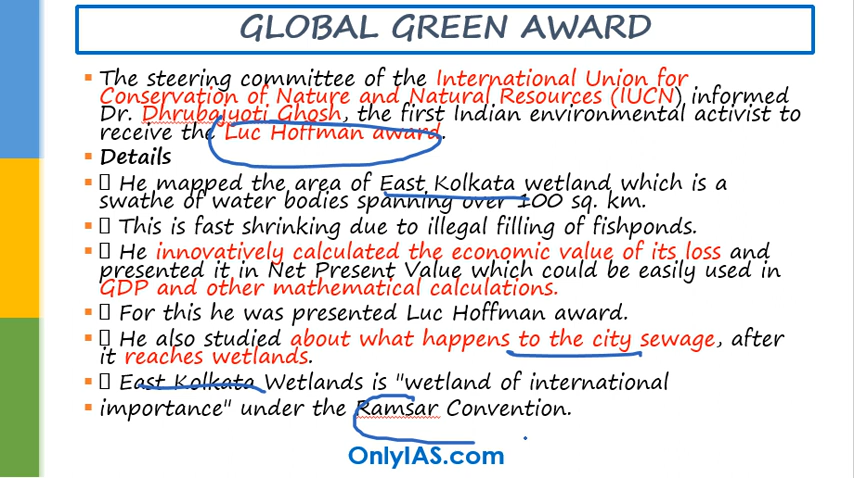 GLOBAL GREEN AWARD
The steering committee of the International Union for
Conservation of Nature and Natural Resources (IUCN) informed
Dr. Dhrubajyoti Ghosh, the first Indian environmental activist to
receive the Luc Hoffman award.
Details
He mapped the area of East Kolkata wetland which is a
swathe of water bodies spanning over 100 sq. km.
This is fast shrinking due to illegal filling of fishponds.
He innovatively calculated the economic value of its loss and
presented it in Net Present Value which could be easily used in
GDP and other mathematical calculations.
For this he was presented Luc Hoffman award.
He also studied about what happens to the city sewage, after
it reaches wetlands.
East Kolkata Wetlands is "wetland of international
importance" under the Ramsar Convention.
OnlyIAS.com